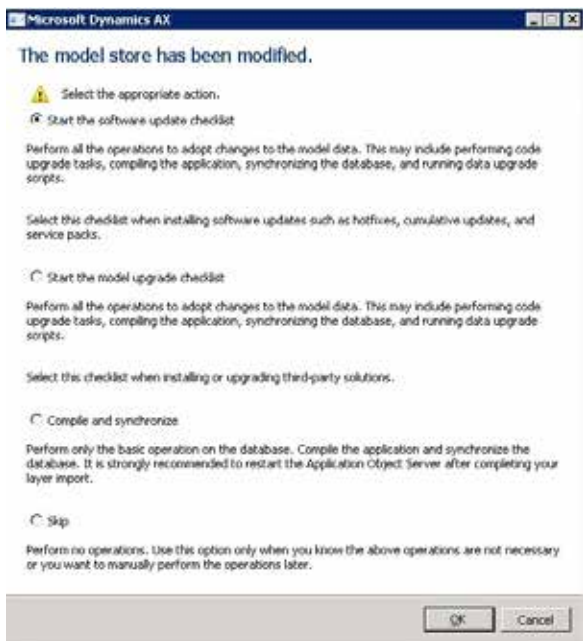 Microsoft Dynamics AX
The model store has been modified.
Select the appropriate action.
Start the software update checklist
Perform all the operations to adopt changes to the model data. This may include performing code
upgrade tasks, compiling the application, synchronizing the database, and running data upgrade
scripts.
Select this checklist when installing software updates such as hotfixes, cumulative updates, and
service packs.
Start the model upgrade checklist
Perform all the operations to adopt changes to the model data. This may include performing code
upgrade tasks, compiling the application, synchronizing the database, and running data upgrade
scripts.
Select this checklist when installing or upgrading third-party solutions.
Compile and synchronize
Perform only the basic operation on the database. Compile the application and synchronize the
database. It is strongly recommended to restart the Application Object Server after completing your
layer import.
Skip
Perform no operations. Use this option only when you know the above operations are not necessary
or you want to manually perform the operations later.
OK Cancel